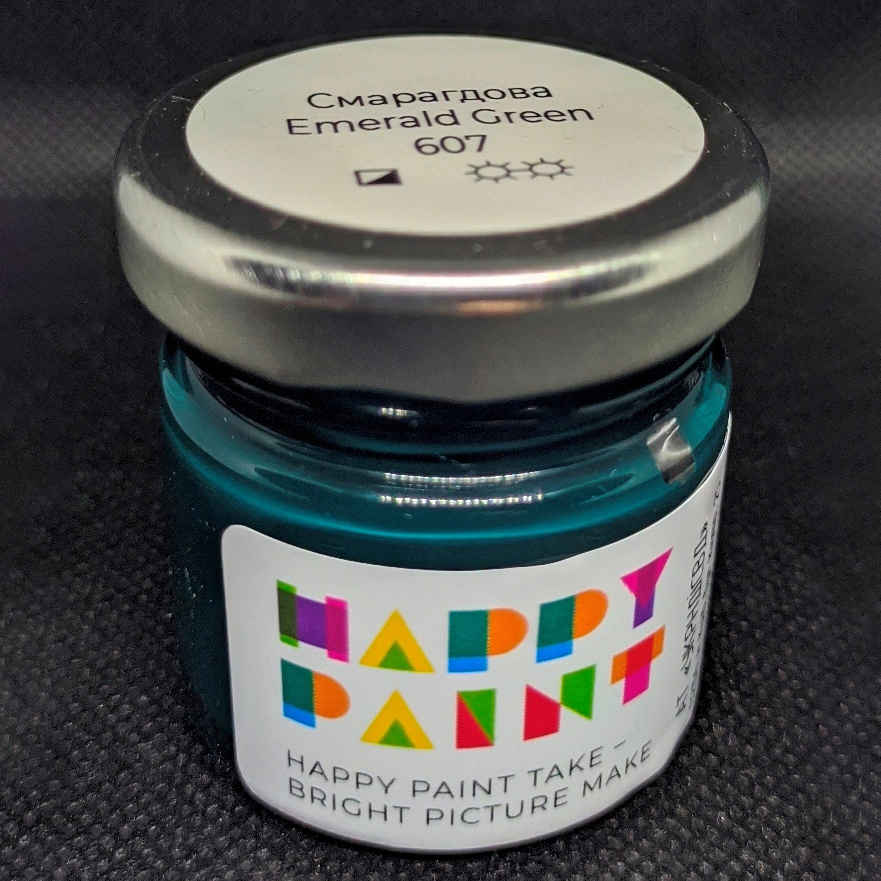 Смарагдова
Emerald Green
607
HAPPY
PAINT
HAPPY PAINT TAKE –
BRIGHT PICTURE MAKE